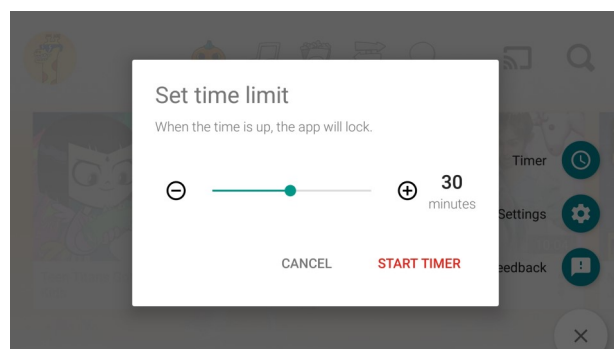 Set time limit
When the time is up, the app will lock.
30
minutes
CANCEL
START TIMER
Timer
Settings
eedback